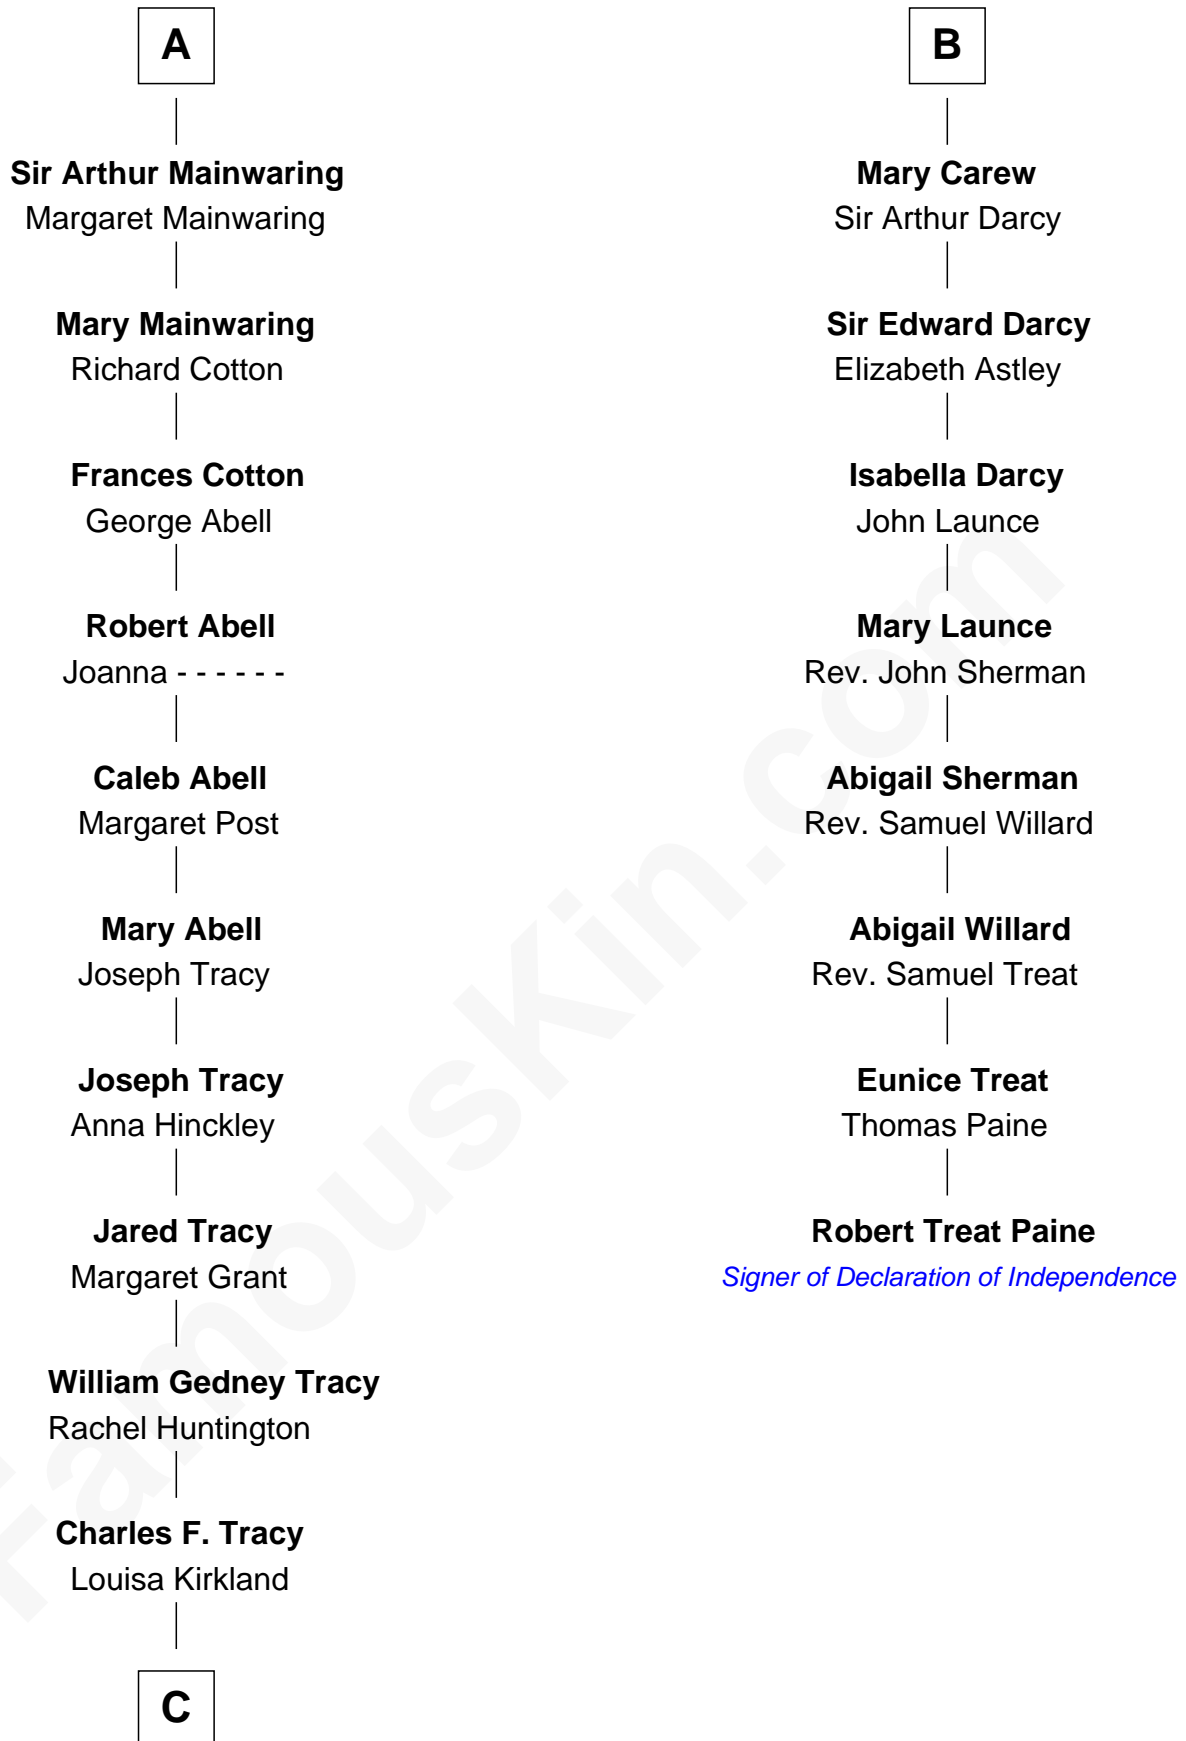 A
Sir Arthur Mainwaring
Margaret Mainwaring
Mary Mainwaring
Richard Cotton
Frances Cotton
George Abell
Robert Abell
Joanna - - - - - -
Caleb Abell
Margaret Post
Mary Abell
Joseph Tracy
Joseph Tracy
Anna Hinckley
Jared Tracy
Margaret Grant
William Gedney Tracy
Rachel Huntington
Charles F. Tracy
Louisa Kirkland
C
B
Mary Carew
Sir Arthur Darcy
Sir Edward Darcy
Elizabeth Astley
Isabella Darcy
John Launce
Mary Launce
Rev. John Sherman
Abigail Sherman
Rev. Samuel Willard
Abigail Willard
Rev. Samuel Treat
Eunice Treat
Thomas Paine
Robert Treat Paine
Signer of Declaration of Independence
FamousKin.com